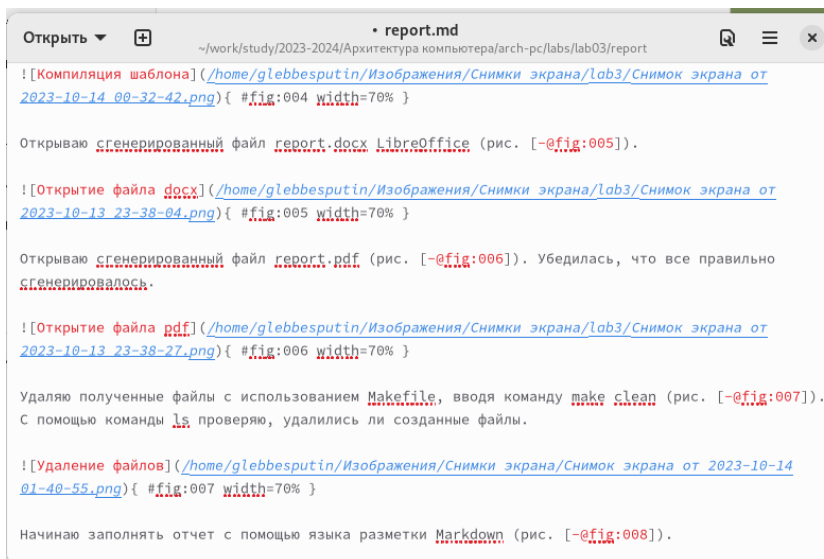 Открыть
• report.md
~/work/study/2023-2024/Архитектура компьютера/arch-pc/labs/lab03/report
![Компиляция шаблона](/home/glebbesputin/Изображения/Снимки экрана/lab3/Снимок экрана от
2023-10-14 00-32-42.png){ #fig:004 width=70% }
Открываю сгенерированный файл report.docx LibreOffice (рис. [-@fig:005]).
![Открытие файла docx](/home/glebbesputin/Изображения/Снимки экрана/lab3/Снимок экрана от
2023-10-13 23-38-04.png){ #fig:005 width=70% }
Открываю сгенерированный файл report.pdf (рис. [-@fig:006]). Убедилась, что все правильно
сгенерировалось.
![Открытие файла pdf](/home/glebbesputin/Изображения/Снимки экрана/lab3/Снимок экрана от
2023-10-13 23-38-27.png){ #fig:006 width=70% }
Удаляю полученные файлы с использованием Makefile, вводя команду make clean (рис. [-@fig:007]).
С помощью команды ls проверяю, удалились ли созданные файлы.
![Удаление файлов](/home/glebbesputin/Изображения/Снимки экрана/Снимок экрана от 2023-10-14
01-40-55.png){ #fig:007 width=70% }
Начинаю заполнять отчет с помощью языка разметки Markdown (рис. [-@fig:008]).